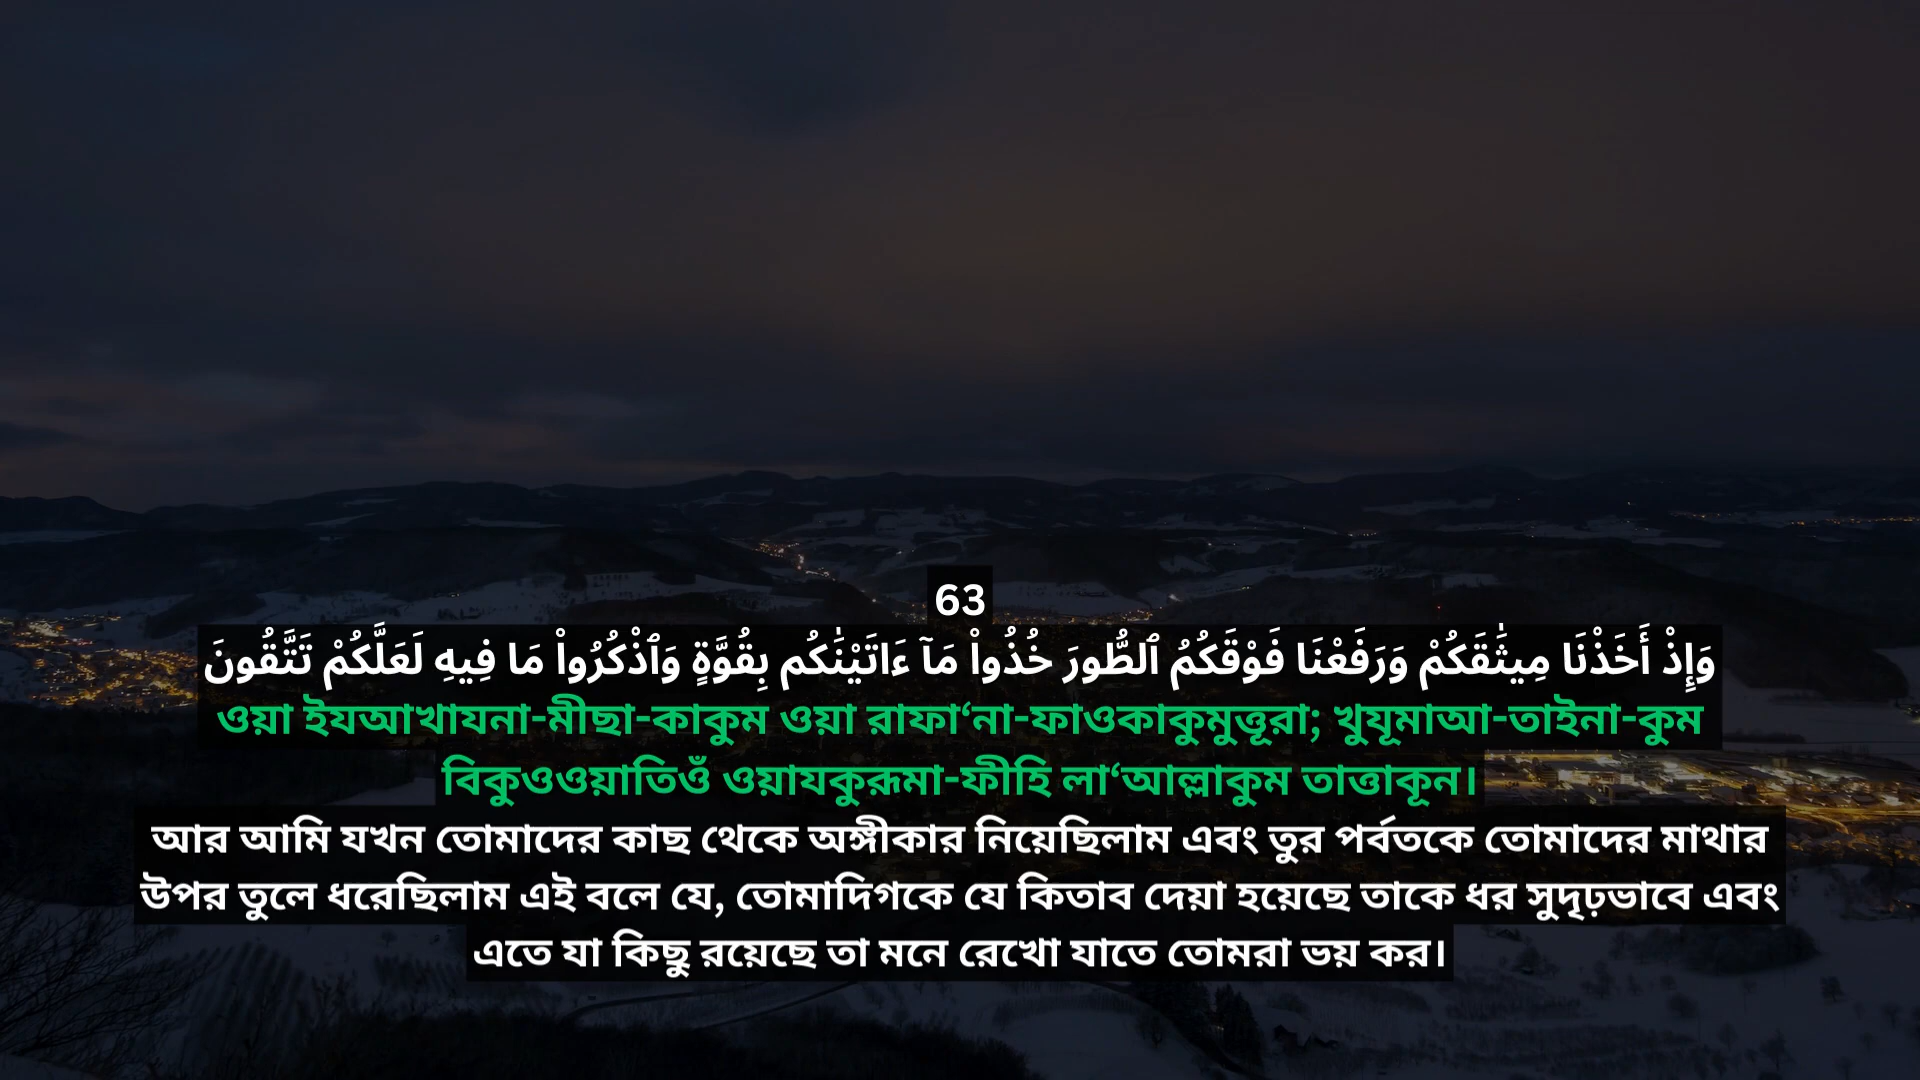 63
وَإِذْ أَخَذْنَا مِيثَٰقَكُمْ وَرَفَعْنَا فَوْقَكُمُ ٱلطُّورَ خُذُوا۟ مَآ ءَاتَيْنَٰكُم بِقُوَّةٍ وَٱذْكُرُوا۟ مَا فِيهِ لَعَلَّكُمْ تَتَّقُونَ
ওয়া ইযআখাযনা-মীছা-কাকুম ওয়া রাফা‘না-ফাওকাকুমুত্তূরা; খুযূমাআ-তাইনা-কুম
বিকুওওয়াতিওঁ ওয়াযকুরূমা-ফীহি লা‘আল্লাকুম তাত্তাকূন।
আর আমি যখন তোমাদের কাছ থেকে অঙ্গীকার নিয়েছিলাম এবং তুর পর্বতকে তোমাদের মাথার
উপর তুলে ধরেছিলাম এই বলে যে, তোমাদিগকে যে কিতাব দেয়া হয়েছে তাকে ধর সুদৃঢ়ভাবে এবং
এতে যা কিছু রয়েছে তা মনে রেখো যাতে তোমরা ভয় কর।